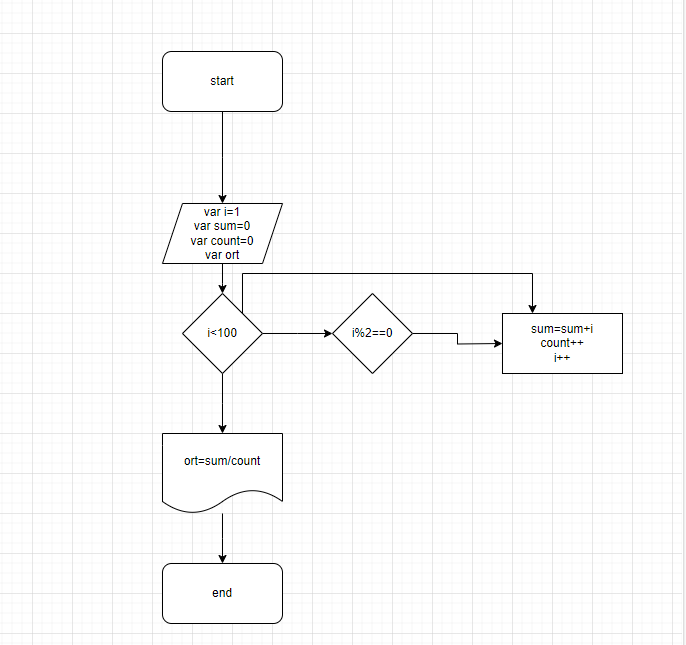 start
var i=1
var sum=0
var count=0
var ort
i<100
i%2==0
sum=sum+i
count++
i++
ort=sum/count
end